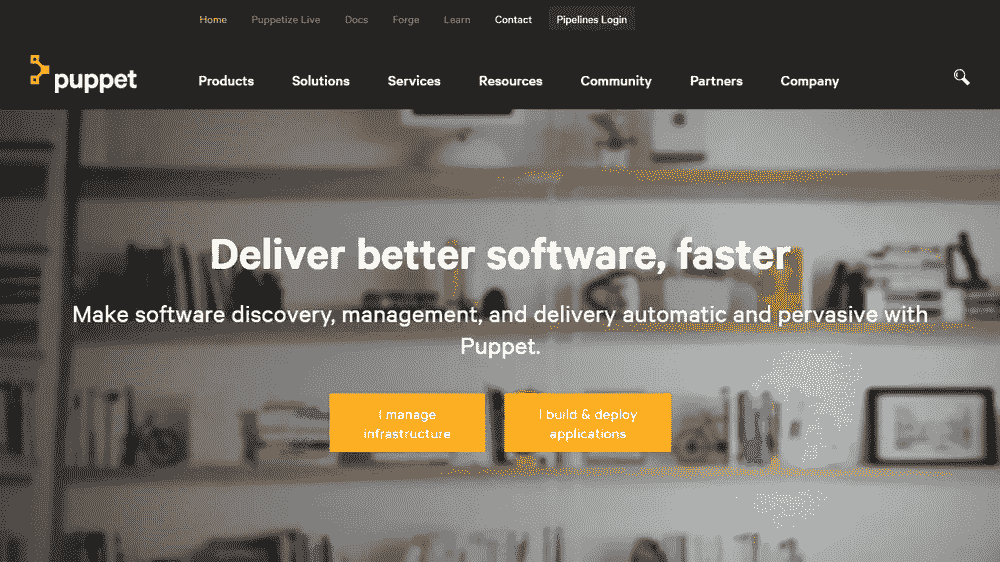 Home Puppetize Live Docs Forge Learn Contact Pipelines Login
puppet Products Solutions Services Resources Community Partners Company
Deliver better software, faster
Make software discovery, management, and delivery automatic and pervasive with
Puppet.
I manage
infrastructure
I build & deploy
applications